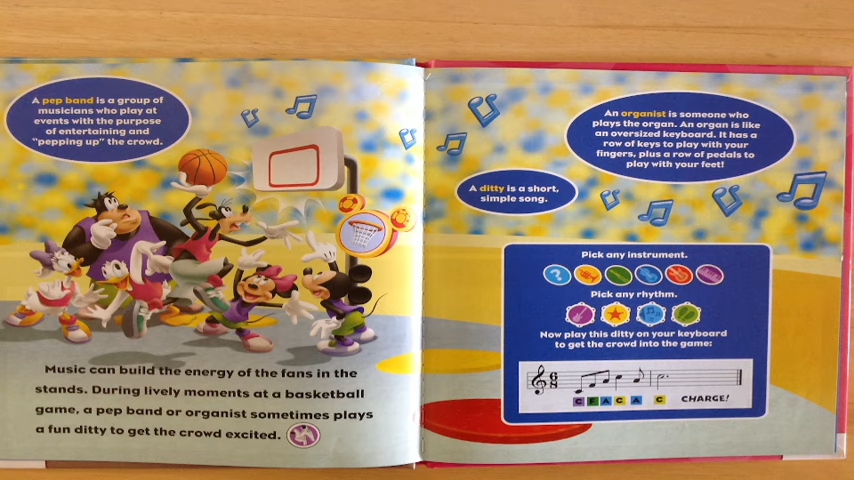 A pep band is a group of
musicians who play at
events with the purpose
of entertaining and
"pepping up" the crowd.
Music can build the energy of the fans in the
stands. During lively moments at a basketball
game, a pep band or organist sometimes plays
a fun ditty to get the crowd excited.
An organist is someone who
plays the organ. An organ is like
an oversized keyboard. It has a
row of keys to play with your
fingers, plus a row of pedals to
play with your feet!
A ditty is a short,
simple song.
Pick any instrument.
?
Pick any rhythm.
Now play this ditty on your keyboard
to get the crowd into the game:
6
8
C F A C A C CHARGE!